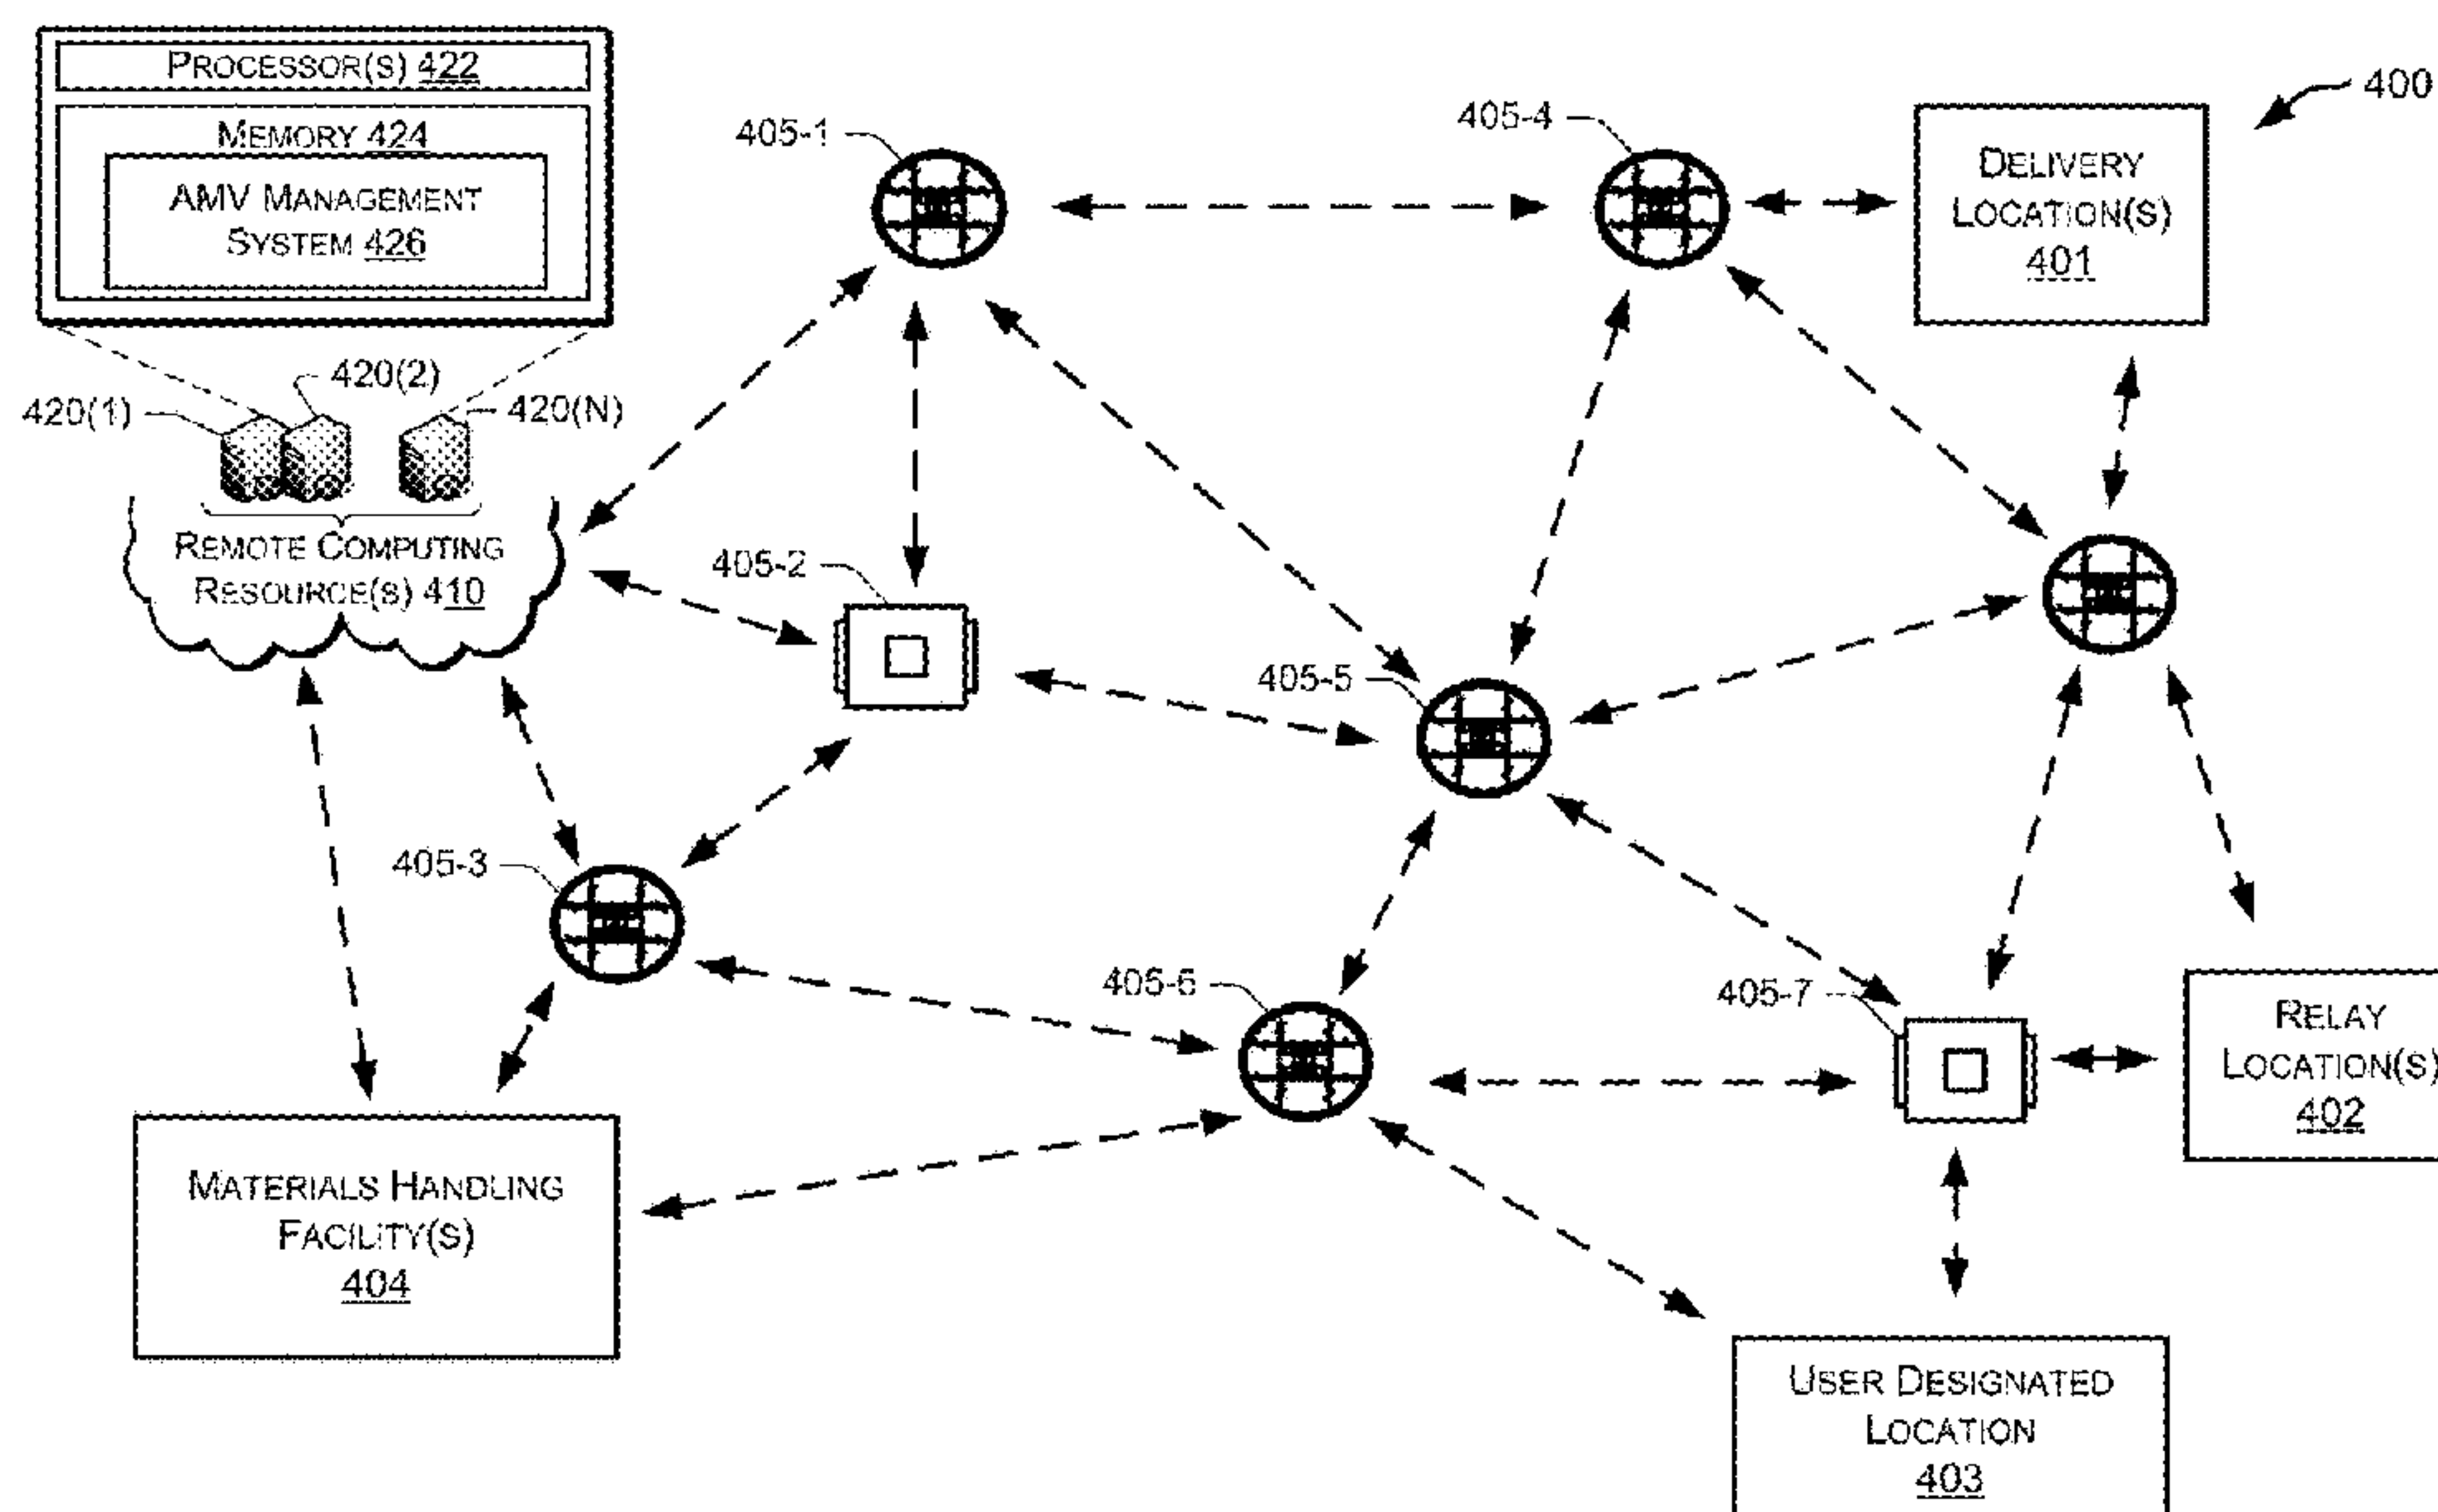 PROCESSOR(S) 422
MEMORY 424
AMV MANAGEMENT
SYSTEM 426
400
405-1
405-4
DELIVERY
LOCATION(S)
401
420(1)
420(2)
420(N)
REMOTE COMPUTING
RESOURCE(S) 410
405-2
405-5
405-3
405-6
405-7
RELAY
LOCATION(S)
402
MATERIALS HANDLING
FACILITY(S)
404
USER DESIGNATED
LOCATION
403